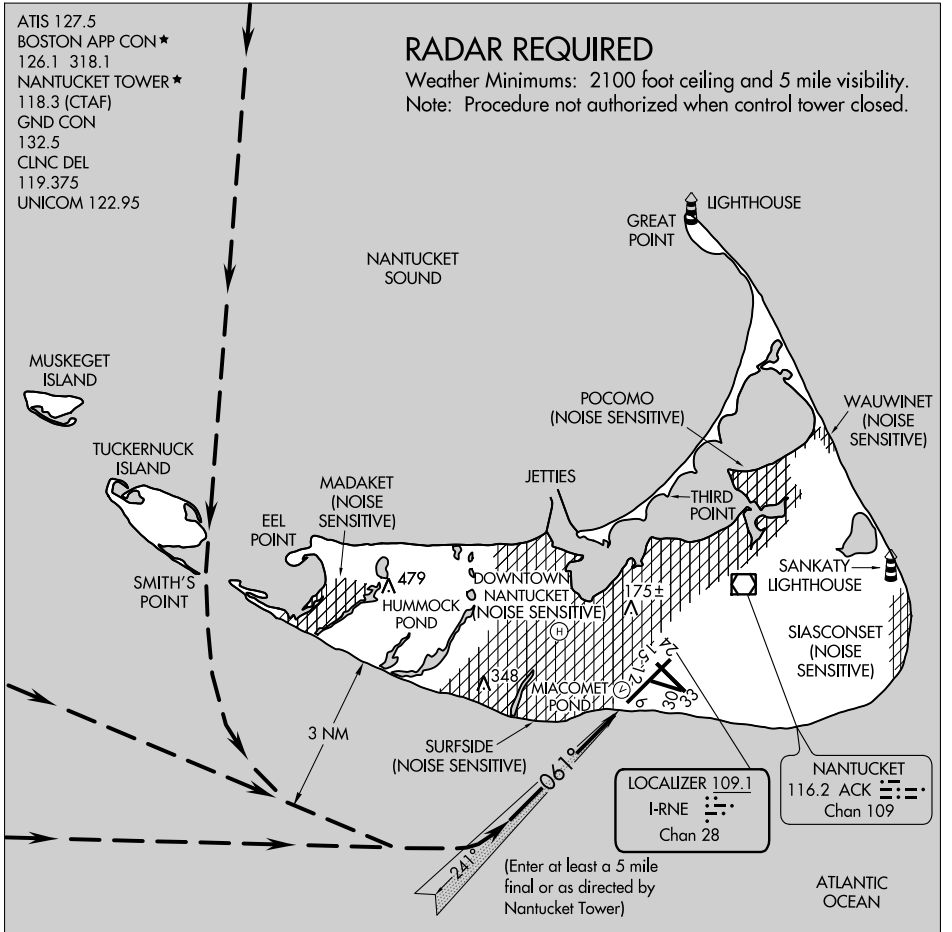 ATIS 127.5
BOSTON APP CON★
126.1 318.1
NANTUCKET TOWER★
118.3 (CTAF)
GND CON
132.5
CLNC DEL
119.375
UNICOM 122.95
RADAR REQUIRED
Weather Minimums: 2100 foot ceiling and 5 mile visibility.
Note: Procedure not authorized when control tower closed.
LIGHTHOUSE
GREAT
POINT
NANTUCKET
SOUND
MUSKEGET
ISLAND
POCOMO
(NOISE SENSITIVE)
WAUWINET
(NOISE
SENSITIVE)
TUCKERNUCK
ISLAND
MADAKET
(NOISE
SENSITIVE)
JETTIES
THIRD
POINT
EEL
POINT
SANKATY
LIGHTHOUSE
SMITH'S
POINT
479
HUMMOCK
POND
DOWNTOWN
NANTUCKET
(NOISE SENSITIVE)
175±
H
SIASCONSET
(NOISE
SENSITIVE)
348
MIACOMET
POND
24
15
12
6
30
33
3 NM
SURFSIDE
(NOISE SENSITIVE)
061°
241°
LOCALIZER 109.1
I-RNE
Chan 28
NANTUCKET
116.2 ACK
Chan 109
(Enter at least a 5 mile
final or as directed by
Nantucket Tower)
ATLANTIC
OCEAN